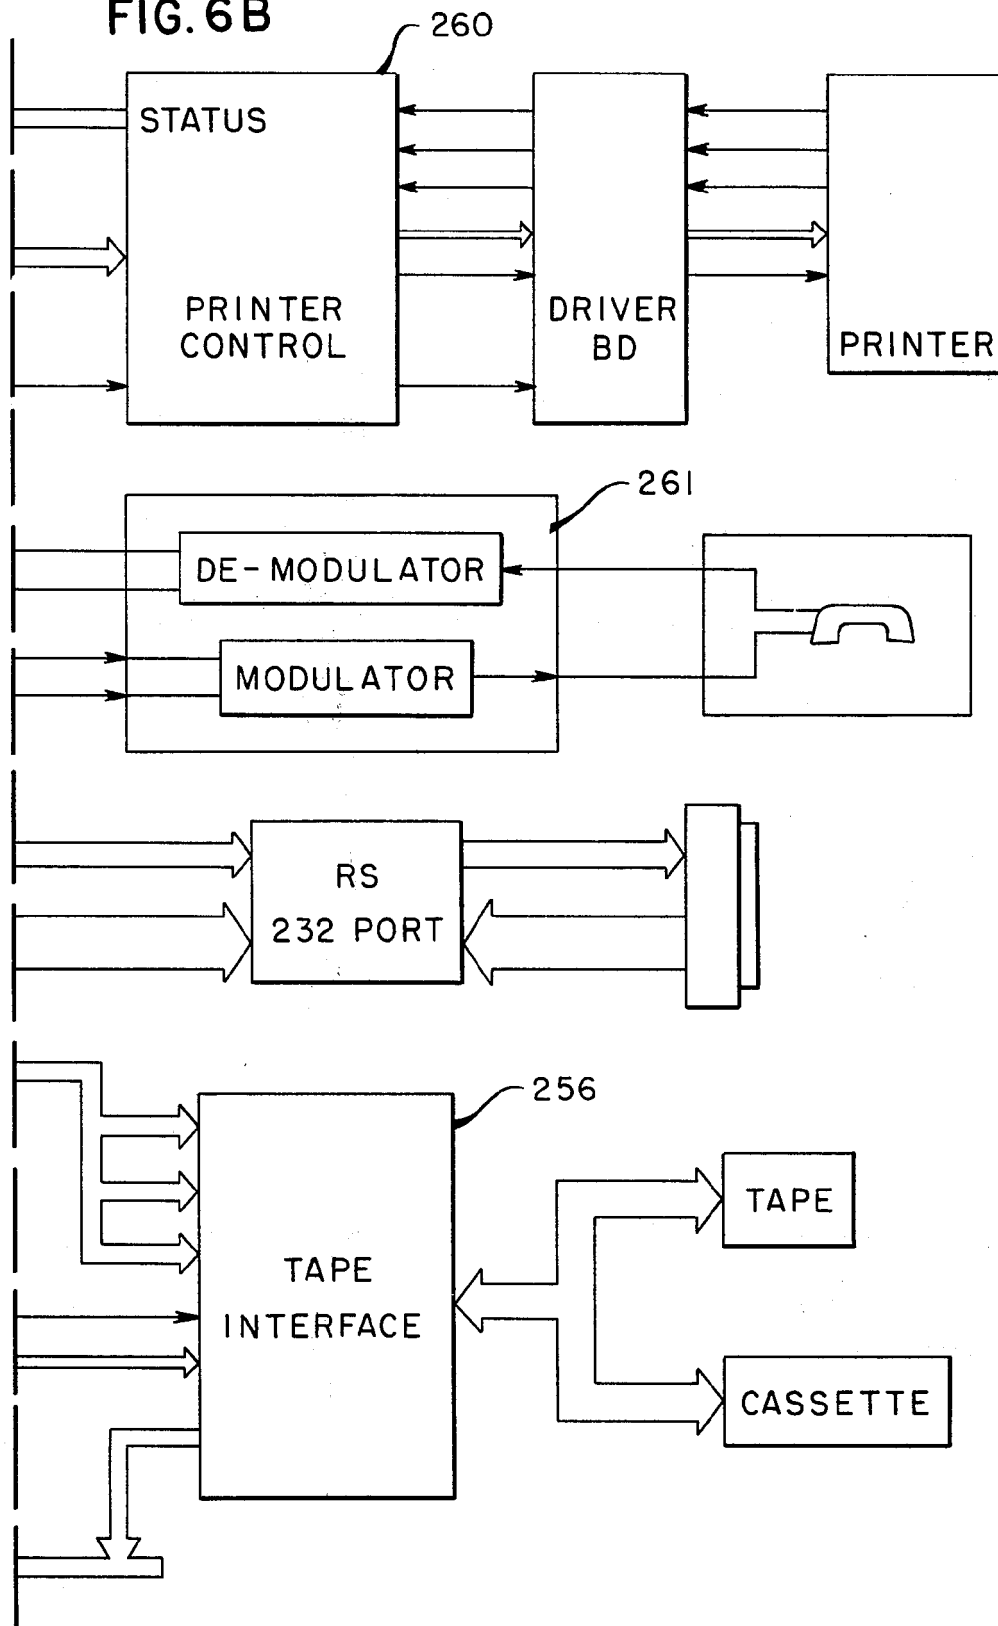 FIG. 6B
260
STATUS
PRINTER
CONTROL
DRIVER
BD
PRINTER
261
DE-MODULATOR
MODULATOR
RS
232 PORT
256
TAPE
INTERFACE
TAPE
CASSETTE